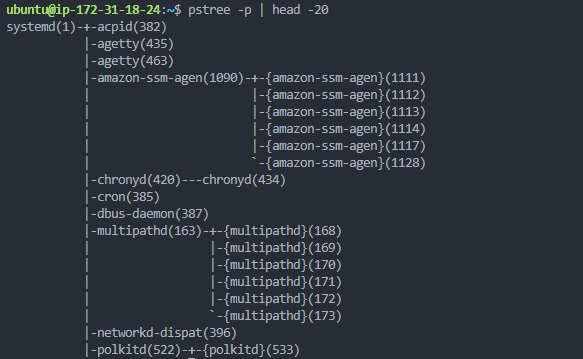 ubuntu@ip-172-31-18-24:~$ pstree -p | head -20
systemd(1)-+-acpid(382)
           |-agetty(435)
           |-agetty(463)
           |-amazon-ssm-agen(1090)-+-{amazon-ssm-agen}(1111)
           |                       |-{amazon-ssm-agen}(1112)
           |                       |-{amazon-ssm-agen}(1113)
           |                       |-{amazon-ssm-agen}(1114)
           |                       |-{amazon-ssm-agen}(1117)
           |                       `-{amazon-ssm-agen}(1128)
           |-chronyd(420)---chronyd(434)
           |-cron(385)
           |-dbus-daemon(387)
           |-multipathd(163)-+-{multipathd}(168)
           |                 |-{multipathd}(169)
           |                 |-{multipathd}(170)
           |                 |-{multipathd}(171)
           |                 |-{multipathd}(172)
           |                 `-{multipathd}(173)
           |-networkd-dispat(396)
           |-polkitd(522)-+-{polkitd}(533)